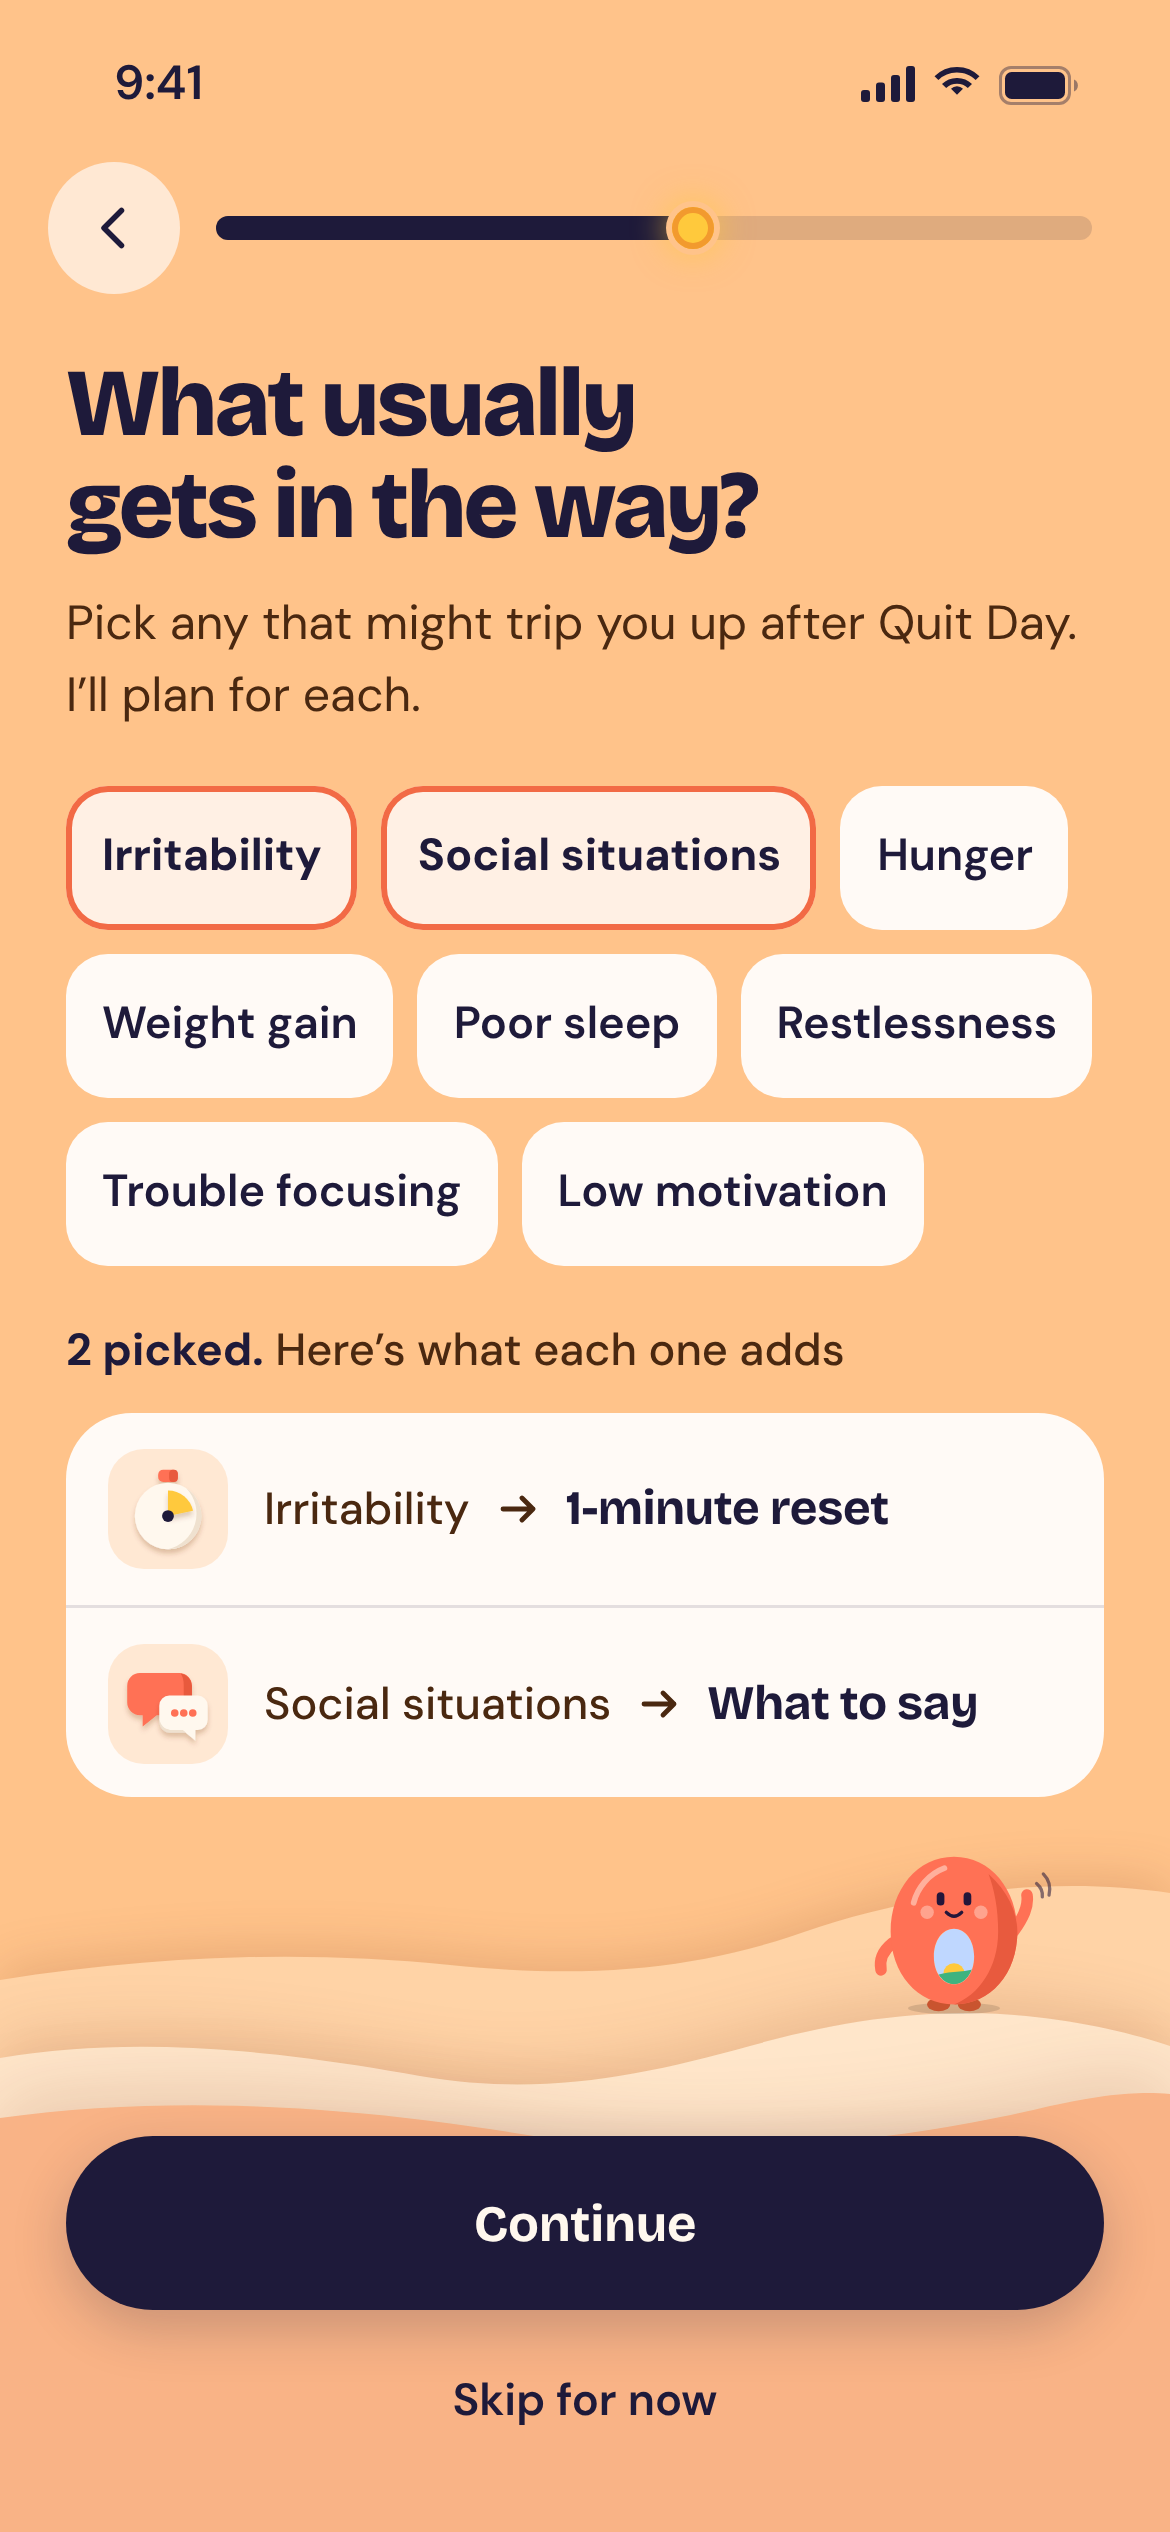 9:41
What usually
gets in the way?
Pick any that might trip you up after Quit Day.
I’ll plan for each.
Irritability
Social situations
Hunger
Weight gain
Poor sleep
Restlessness
Trouble focusing
Low motivation
2 picked. Here’s what each one adds
Irritability → 1-minute reset
Social situations → What to say
Continue
Skip for now